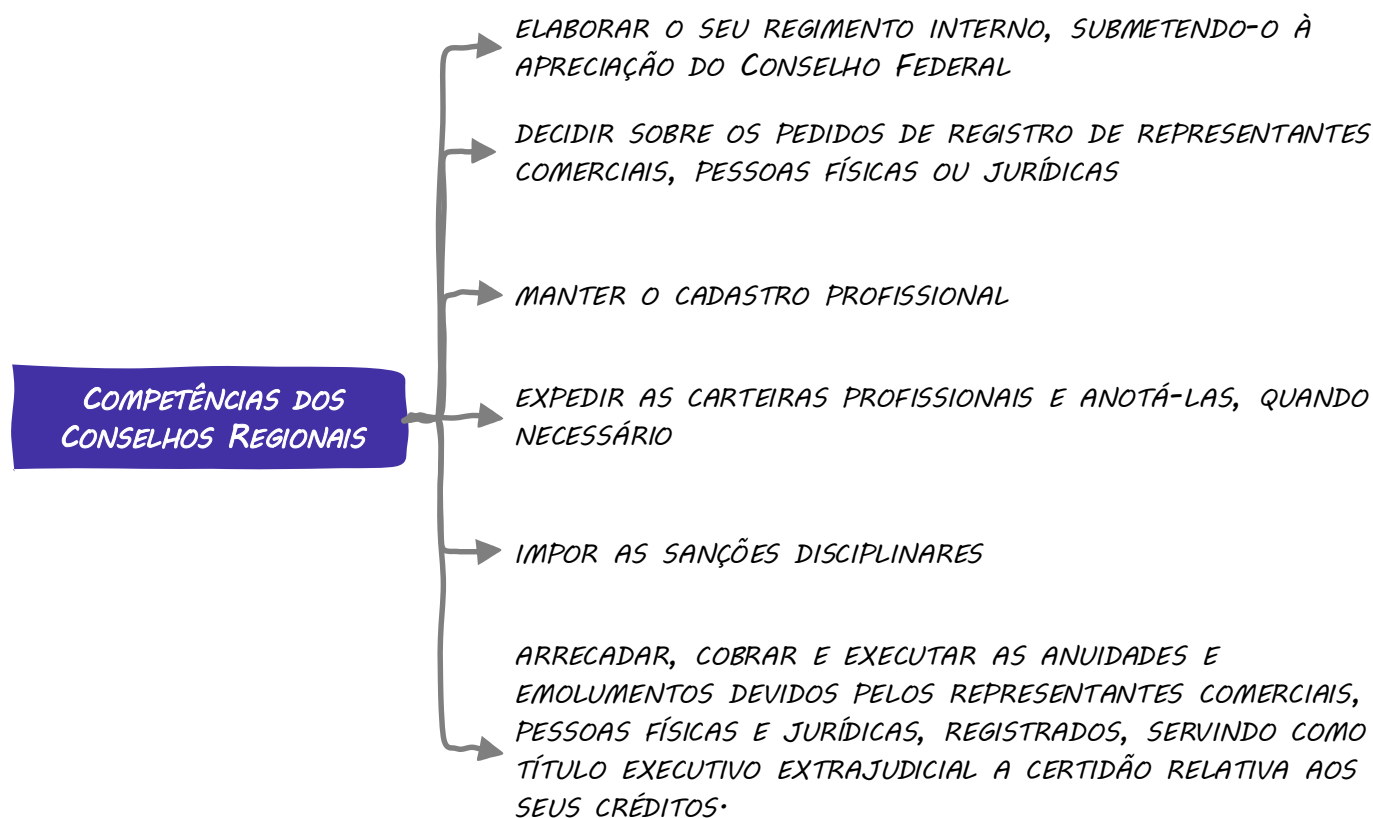 Competências dos
Conselhos Regionais
elaborar o seu regimento interno, submetendo-o à
apreciação do Conselho Federal
decidir sobre os pedidos de registro de representantes
comerciais, pessoas físicas ou jurídicas
manter o cadastro profissional
expedir as carteiras profissionais e anotá-las, quando
necessário
impor as sanções disciplinares
arrecadar, cobrar e executar as anuidades e
emolumentos devidos pelos representantes comerciais,
pessoas físicas e jurídicas, registrados, servindo como
título executivo extrajudicial a certidão relativa aos
seus créditos.